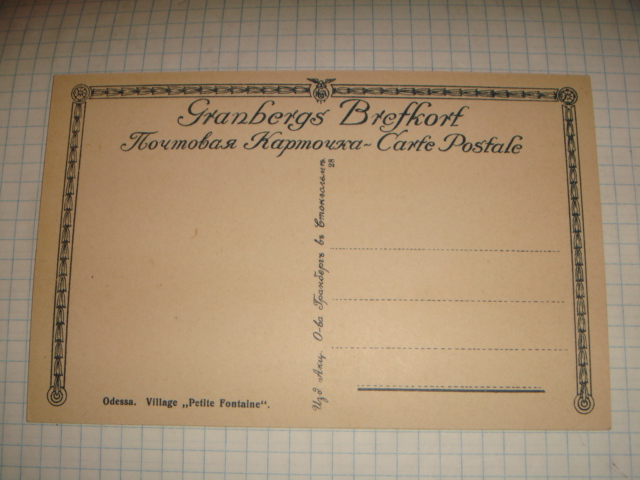 Granbergs Brefkort
Почтовая Карточка - Carte Postale
Изд. Акц. О-ва Гранбергъ въ Стокгольмѣ
28
Odessa. Village „Petite Fontaine“.